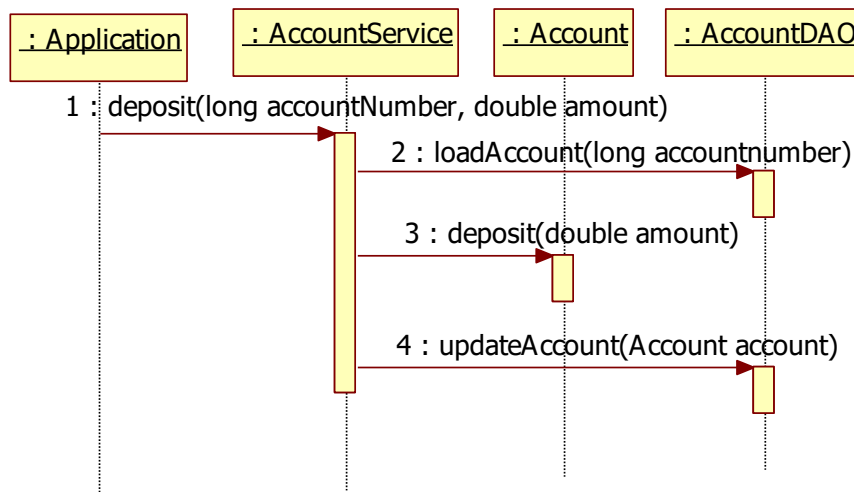 : Application
: AccountService
: Account
: AccountDAO
1 : deposit(long accountNumber, double amount)
2 : loadAccount(long accountnumber)
3 : deposit(double amount)
4 : updateAccount(Account account)